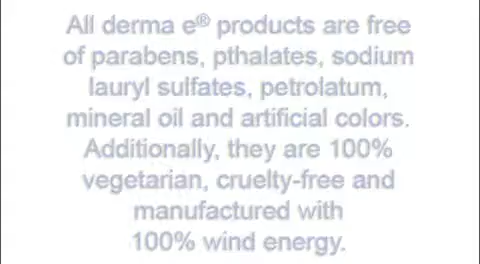 All derma e® products are free
of parabens, pthalates, sodium
lauryl sulfates, petrolatum,
mineral oil and artificial colors.
Additionally, they are 100%
vegetarian, cruelty-free and
manufactured with
100% wind energy.